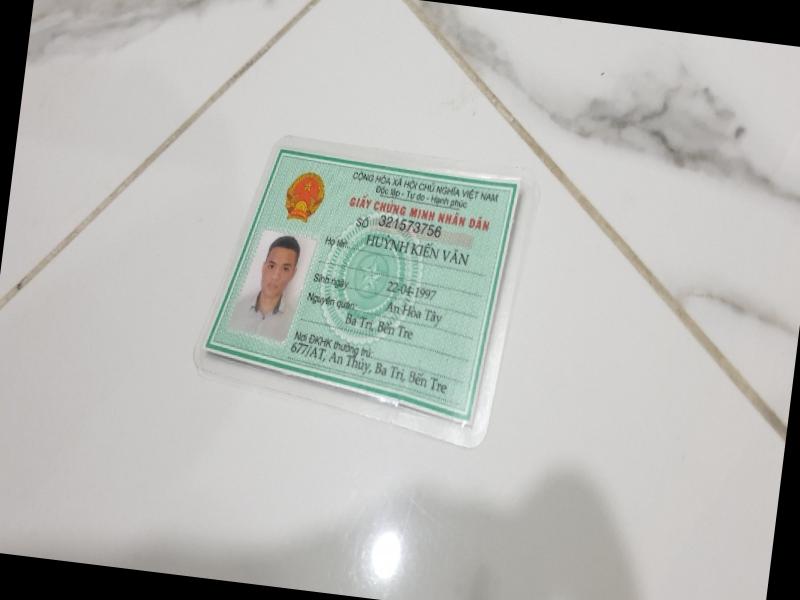 CỘNG HÒA XÃ HỘI CHỦ NGHĨA VIỆT NAM
Độc lập - Tự do - Hạnh phúc
GIẤY CHỨNG MINH NHÂN DÂN
SỐ 321573756
Họ tên: HUỲNH KIẾN VĂN
Sinh ngày 22-04-1997
Nguyên quán: An Hòa Tây
Ba Tri, Bến Tre
Nơi ĐKHK thường trú:
677/AT, An Thủy, Ba Tri, Bến Tre